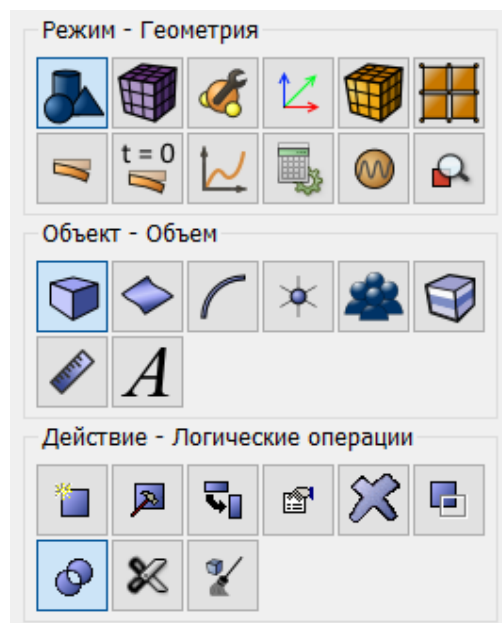 Режим - Геометрия
t = 0
Объект - Объем
A
Действие - Логические операции